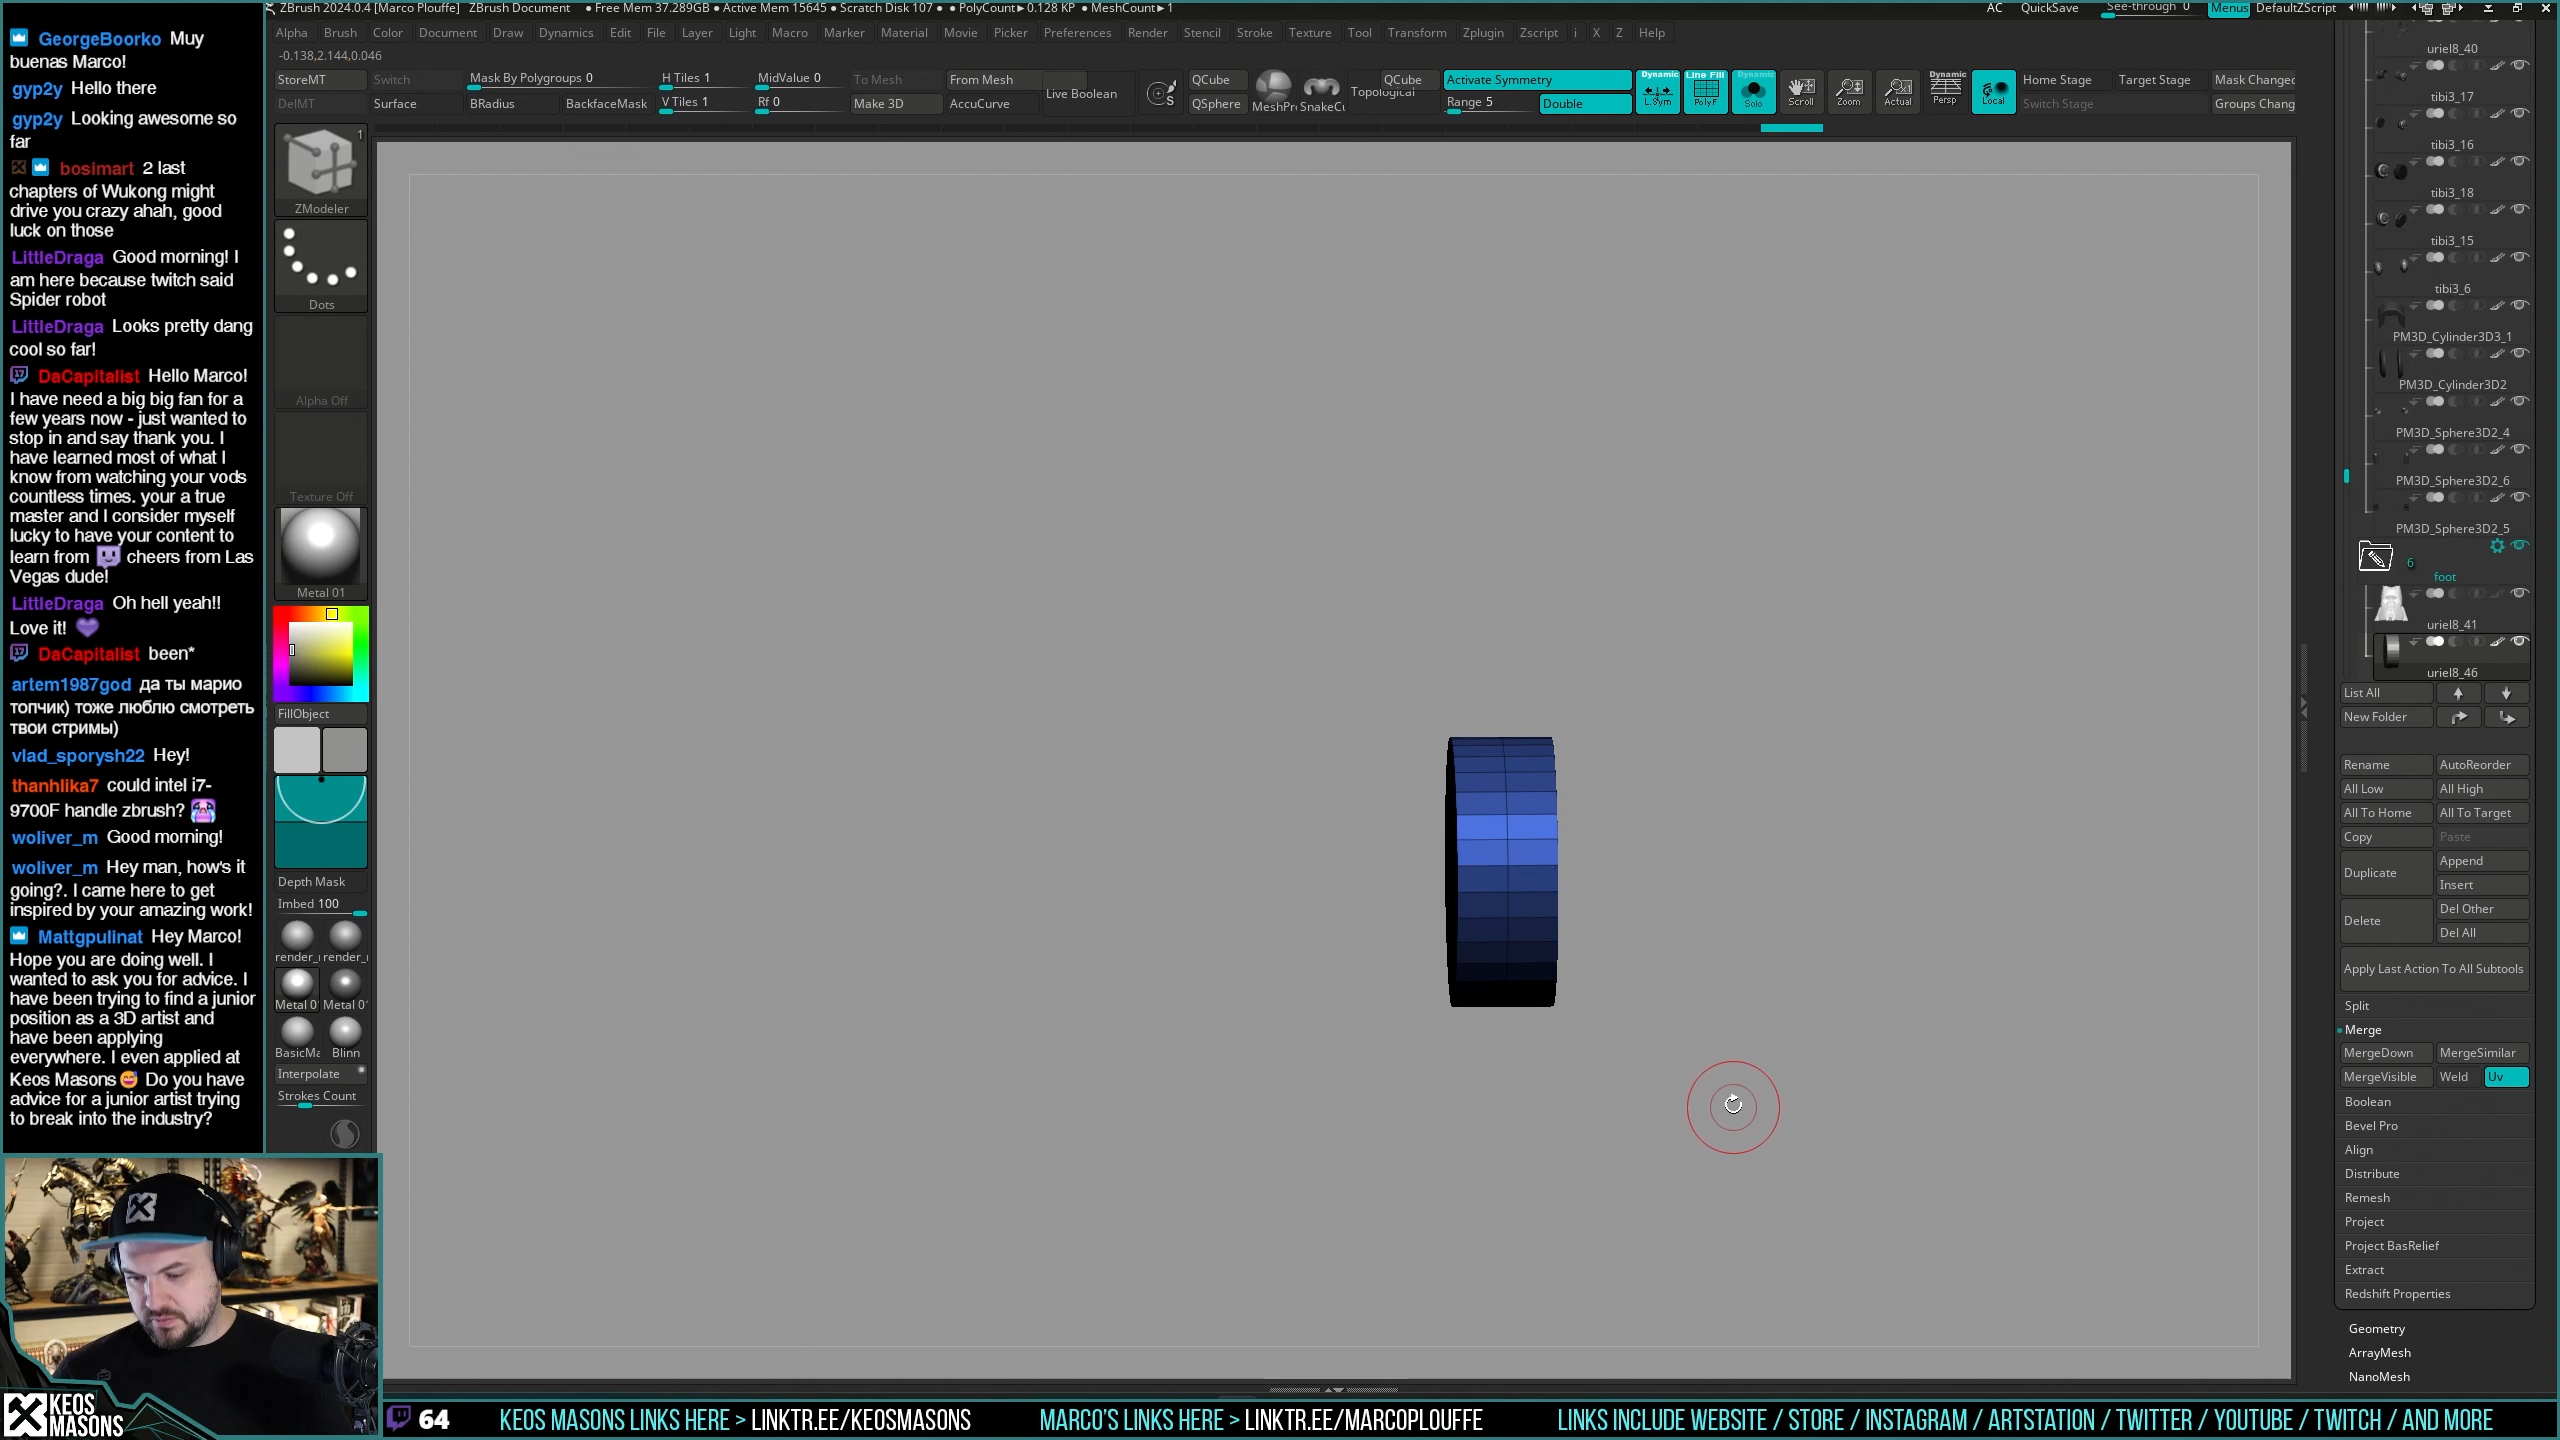 GeorgeBoorko Muy
buenas Marco!
gyp2y Hello there
gyp2y Looking awesome so
far
bosimart 2 last
chapters of Wukong might
drive you crazy ahah, good
luck on those
LittleDraga Good morning! I
am here because twitch said
Spider robot
LittleDraga Looks pretty dang
cool so far!
DaCapitalist Hello Marco!
I have need a big big fan for a
few years now - just wanted to
stop in and say thank you. I
have learned most of what I
know from watching your vods
countless times. your a true
master and I consider myself
lucky to have your content to
learn from cheers from Las
Vegas dude!
LittleDraga Oh hell yeah!!
Love it!
DaCapitalist been*
artem1987god да ты марио
топчик) тоже люблю смотреть
твои стримы)
vlad_sporysh22 Hey!
thanhlika7 could intel i7-
9700F handle zbrush?
woliver_m Good morning!
woliver_m Hey man, how's it
going?. I came here to get
inspired by your amazing work!
Mattgpulinat Hey Marco!
Hope you are doing well. I
wanted to ask you for advice. I
have been trying to find a junior
position as a 3D artist and
have been applying
everywhere. I even applied at
Keos Masons Do you have
advice for a junior artist trying
to break into the industry?
ZBrush 2024.0.4 [Marco Plouffe] ZBrush Document ● Free Mem 37.289GB ● Active Mem 15645 ● Scratch Disk 107 ● ● PolyCount▸0.128 KP ● MeshCount▸1
AC QuickSave See-through 0 Menus DefaultZScript
Alpha Brush Color Document Draw Dynamics Edit File Layer Light Macro Marker Material Movie Picker Preferences Render Stencil Stroke Texture Tool Transform Zplugin Zscript i X Z Help
-0.138,2.144,0.046
StoreMT Switch Mask By Polygroups 0 H Tiles 1 MidValue 0 To Mesh From Mesh Live Boolean QCube QCube Activate Symmetry Dynamic Line Fill Dynamic Dynamic Home Stage Target Stage Mask Changed
DelMT Surface BRadius BackfaceMask V Tiles 1 Rf 0 Make 3D AccuCurve QSphere MeshPr SnakeCu Topological Range 5 Double L.Sym PolyF Solo Scroll Zoom Actual Persp Local Switch Stage Groups Chang
1
ZModeler
Dots
Alpha Off
Texture Off
Metal 01
FillObject
Depth Mask
Imbed 100
render_ render_
Metal 0 Metal 0
BasicMa Blinn
Interpolate
Strokes Count
uriel8_40
tibi3_17
tibi3_16
tibi3_18
tibi3_15
tibi3_6
PM3D_Cylinder3D3_1
PM3D_Cylinder3D2
PM3D_Sphere3D2_4
PM3D_Sphere3D2_6
PM3D_Sphere3D2_5
6
foot
uriel8_41
uriel8_46
List All
New Folder
Rename AutoReorder
All Low All High
All To Home All To Target
Copy Paste
Duplicate Append
Insert
Delete Del Other
Del All
Apply Last Action To All Subtools
Split
Merge
MergeDown MergeSimilar
MergeVisible Weld Uv
Boolean
Bevel Pro
Align
Distribute
Remesh
Project
Project BasRelief
Extract
Redshift Properties
Geometry
ArrayMesh
NanoMesh
KEOS
MASONS
64 KEOS MASONS LINKS HERE > LINKTR.EE/KEOSMASONS MARCO'S LINKS HERE > LINKTR.EE/MARCOPLOUFFE LINKS INCLUDE WEBSITE / STORE / INSTAGRAM / ARTSTATION / TWITTER / YOUTUBE / TWITCH / AND MORE